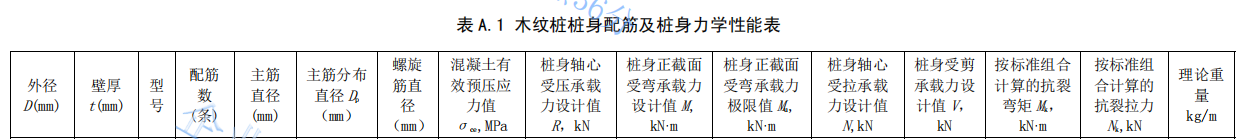 表 A.1 木纹桩桩身配筋及桩身力学性能表
外径
D(mm)
壁厚
t(mm)
型
号
配筋
数
(条)
主筋
直径
(mm)
主筋分布
直径 Dp
(mm)
螺旋
筋直
径
(mm)
混凝土有
效预压应
力值
σce,MPa
桩身轴心
受压承载
力设计值
R, kN
桩身正截面
受弯承载力
设计值 M,
kN·m
桩身正截面
受弯承载力
极限值 Mu,
kN·m
桩身轴心
受拉承载
力设计值
N,kN
桩身受剪
承载力设
计值 V,
kN
按标准组合
计算的抗裂
弯矩 Mk,
kN·m
按标准组
合计算的
抗裂拉力
Nk,kN
理论重
量
kg/m